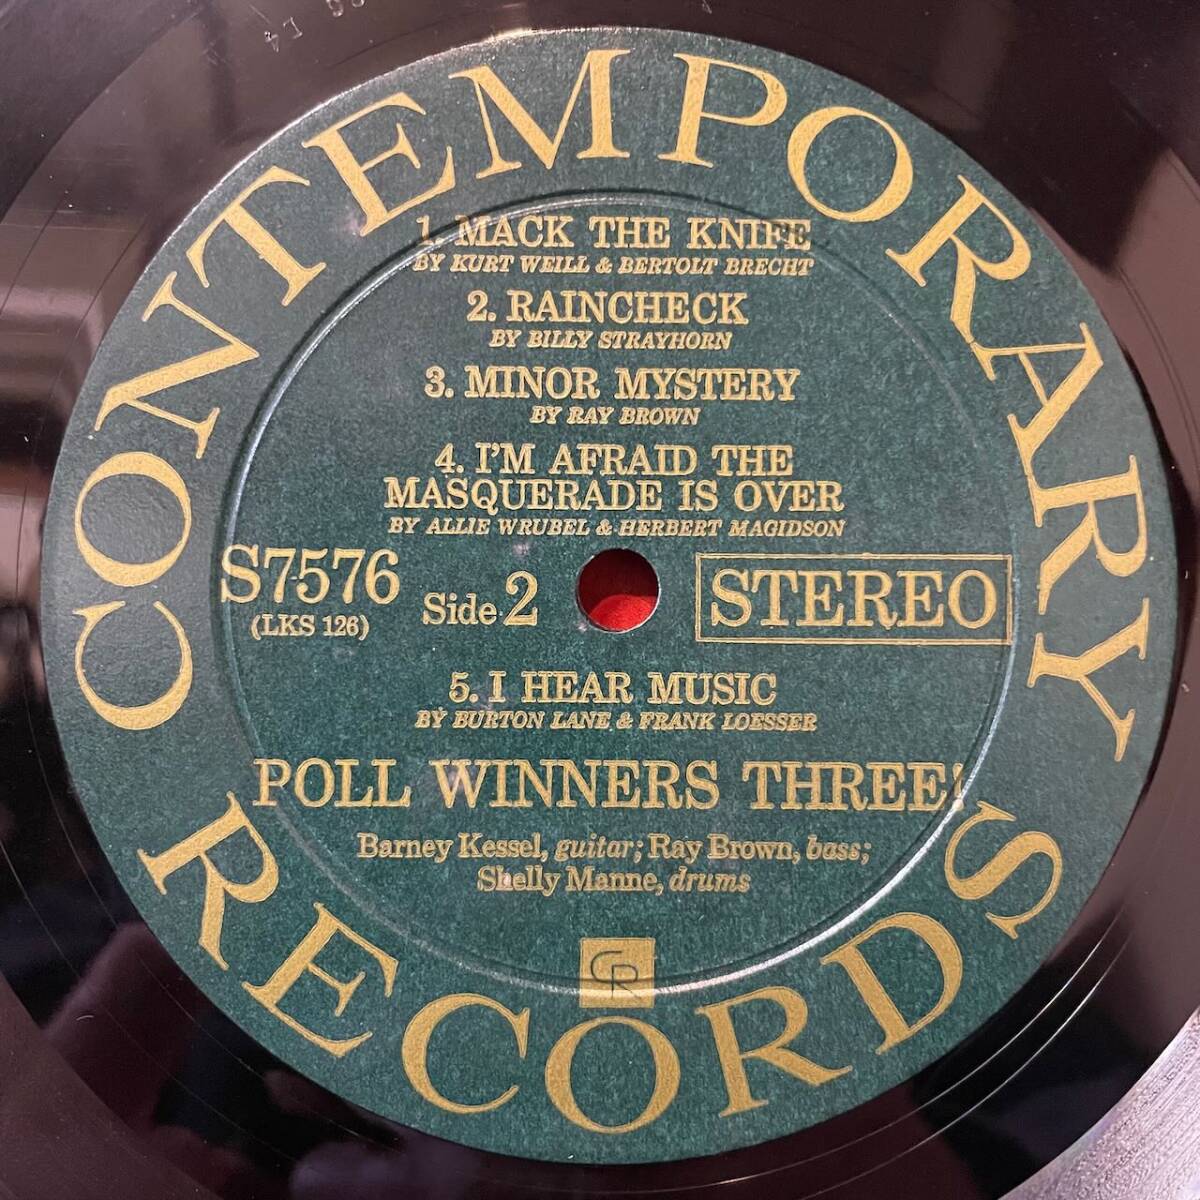 CONTEMPORARY
1. MACK THE KNIFE
BY KURT WEILL & BERTOLT BRECHT
2. RAINCHECK
BY BILLY STRAYHORN
3. MINOR MYSTERY
BY RAY BROWN
4. I'M AFRAID THE
MASQUERADE IS OVER
BY ALLIE WRUBEL & HERBERT MAGIDSON
S7576
(LKS 126)
Side 2
STEREO
5. I HEAR MUSIC
BY BURTON LANE & FRANK LOESSER
POLL WINNERS THREE!
Barney Kessel, guitar; Ray Brown, bass;
Shelly Manne, drums
CR
RECORDS